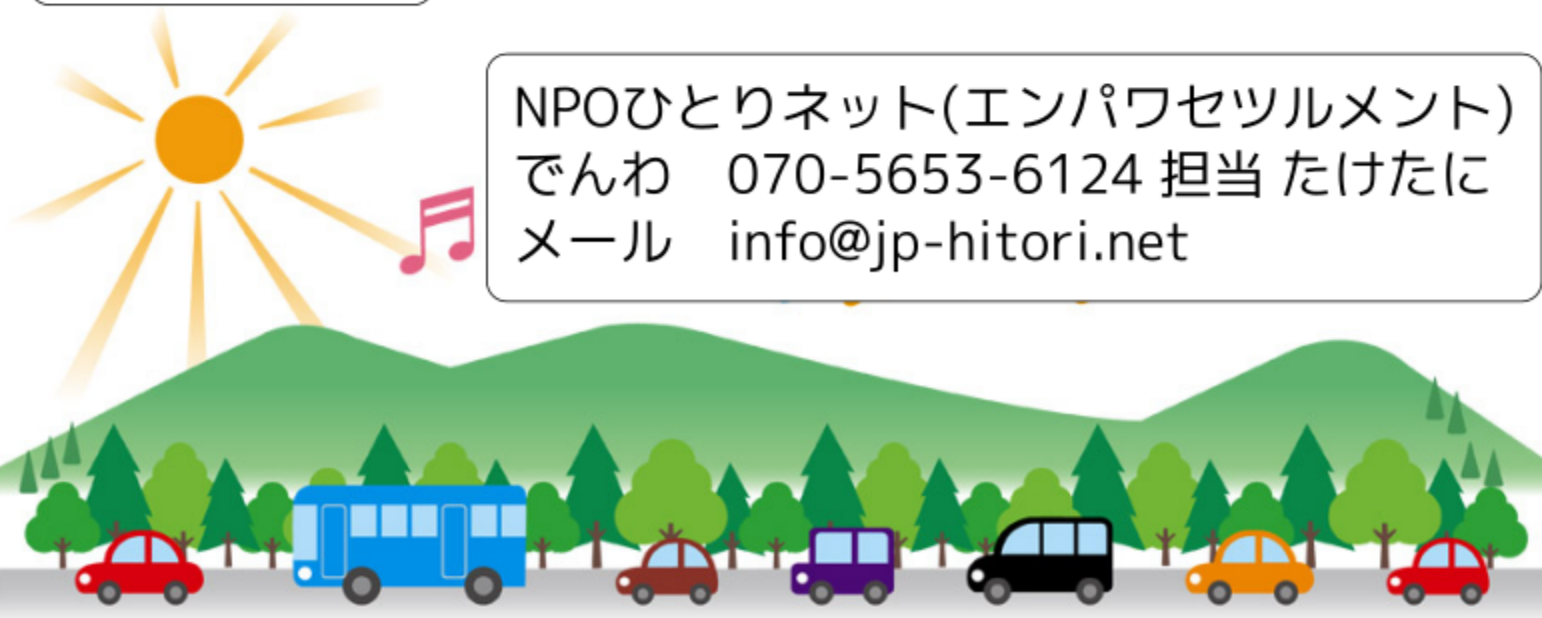 NPOひとりネット(エンパワセツルメント)
でんわ　070-5653-6124 担当 たけたに
メール　info@jp-hitori.net